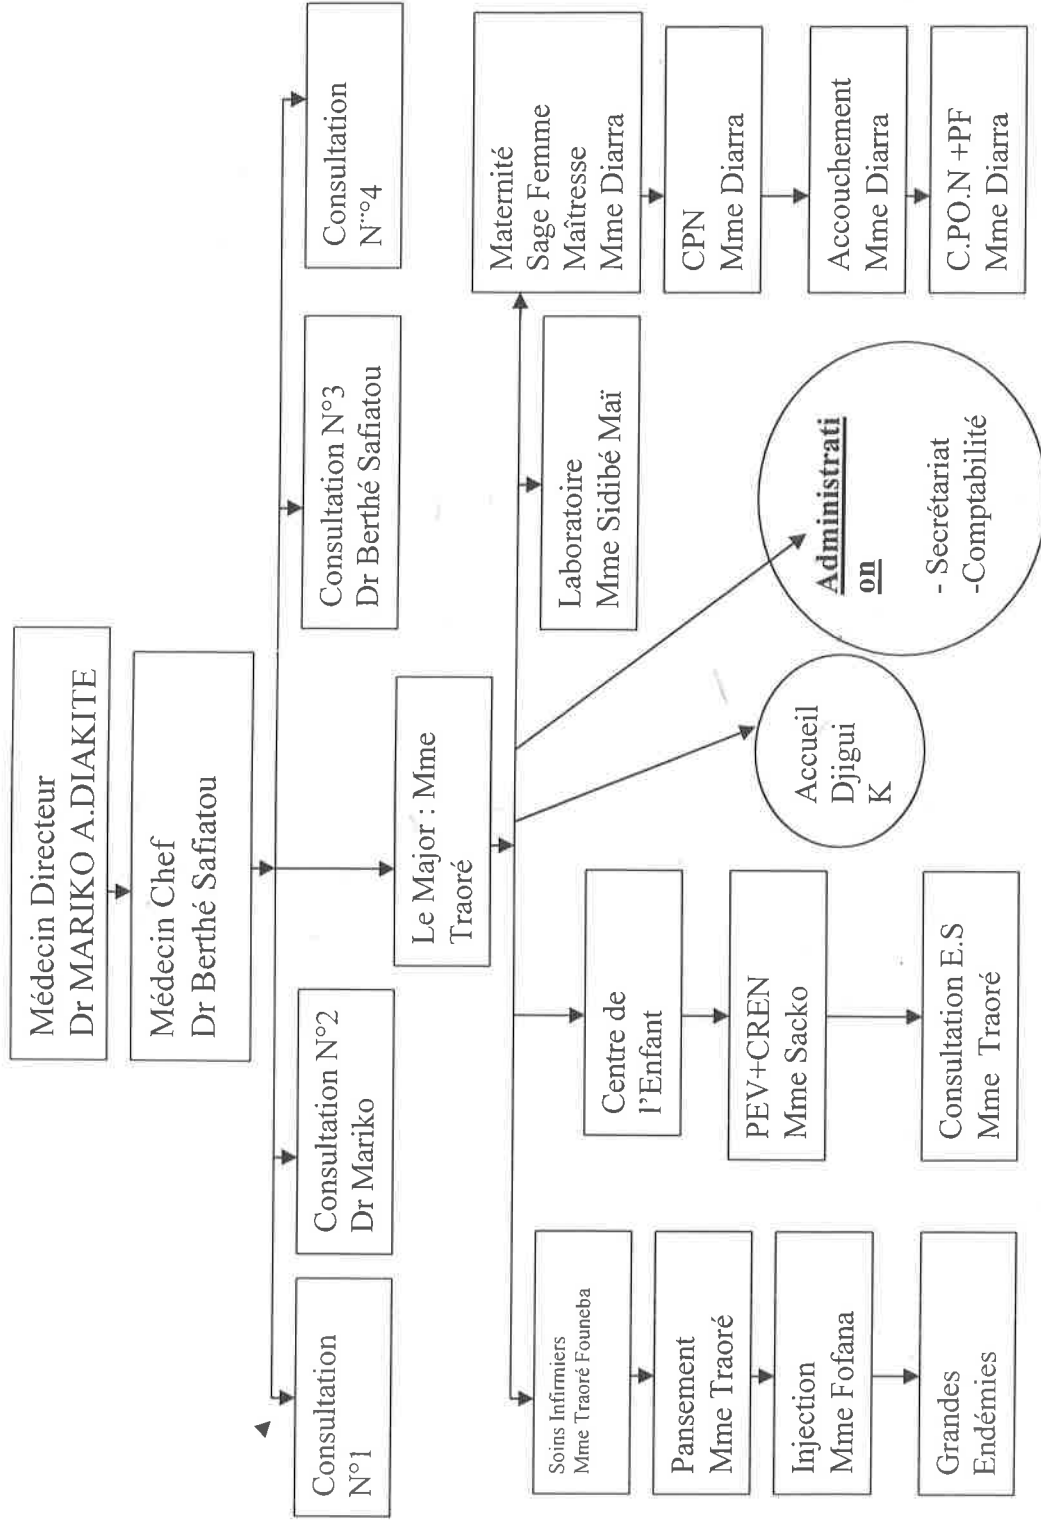 Médecin Directeur
Dr MARIKO A.DIAKITE
Médecin Chef
Dr Berthé Safiatou
Consultation
N°1
Consultation N°2
Dr Mariko
Consultation N°3
Dr Berthé Safiatou
Consultation
N¨°4
Le Major : Mme
Traoré
Soins Infirmiers
Mme Traoré Founeba
Pansement
Mme Traoré
Injection
Mme Fofana
Grandes
Endémies
Centre de
l'Enfant
PEV+CREN
Mme Sacko
Consultation E.S
Mme Traoré
Accueil
Djigui
K
Administrati
on
- Secrétariat
-Comptabilité
Laboratoire
Mme Sidibé Maï
Maternité
Sage Femme
Maîtresse
Mme Diarra
CPN
Mme Diarra
Accouchement
Mme Diarra
C.PO.N +PF
Mme Diarra